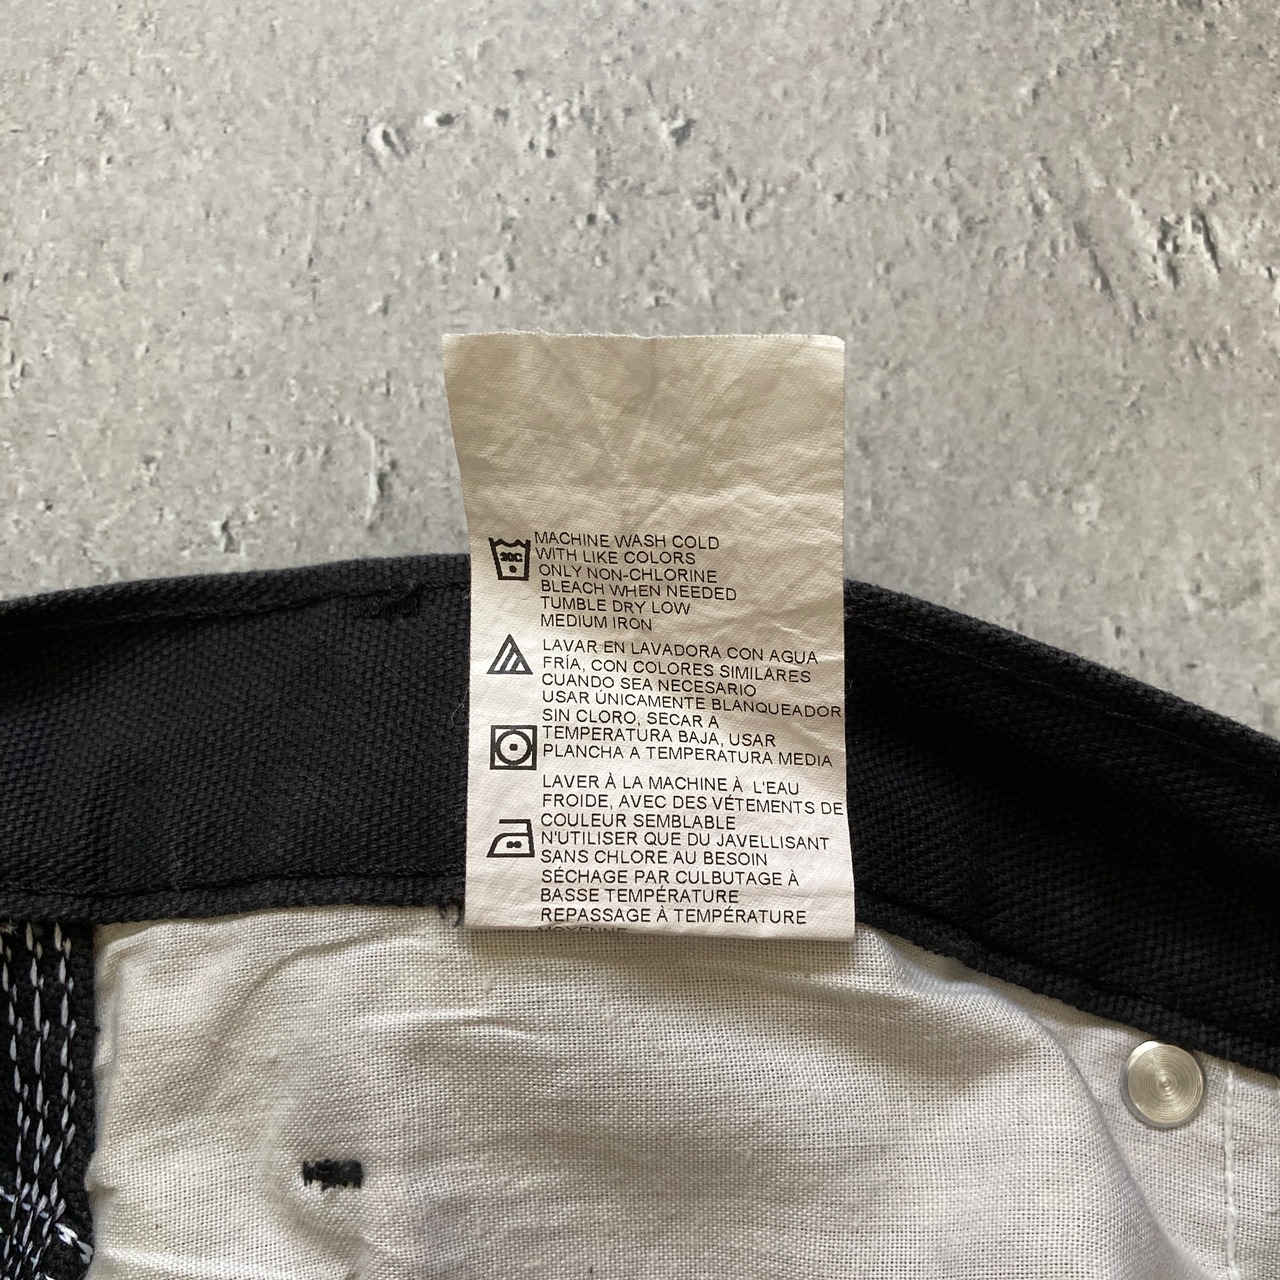 30C
MACHINE WASH COLD
WITH LIKE COLORS
ONLY NON-CHLORINE
BLEACH WHEN NEEDED
TUMBLE DRY LOW
MEDIUM IRON
LAVAR EN LAVADORA CON AGUA
FRÍA, CON COLORES SIMILARES
CUANDO SEA NECESARIO
USAR ÚNICAMENTE BLANQUEADOR
SIN CLORO, SECAR A
TEMPERATURA BAJA, USAR
PLANCHA A TEMPERATURA MEDIA
LAVER À LA MACHINE À L'EAU
FROIDE, AVEC DES VÉTEMENTS DE
COULEUR SEMBLABLE
N'UTILISER QUE DU JAVELLISANT
SANS CHLORE AU BESOIN
SÉCHAGE PAR CULBUTAGE À
BASSE TEMPÉRATURE
REPASSAGE À TEMPÉRATURE
MOYENNE